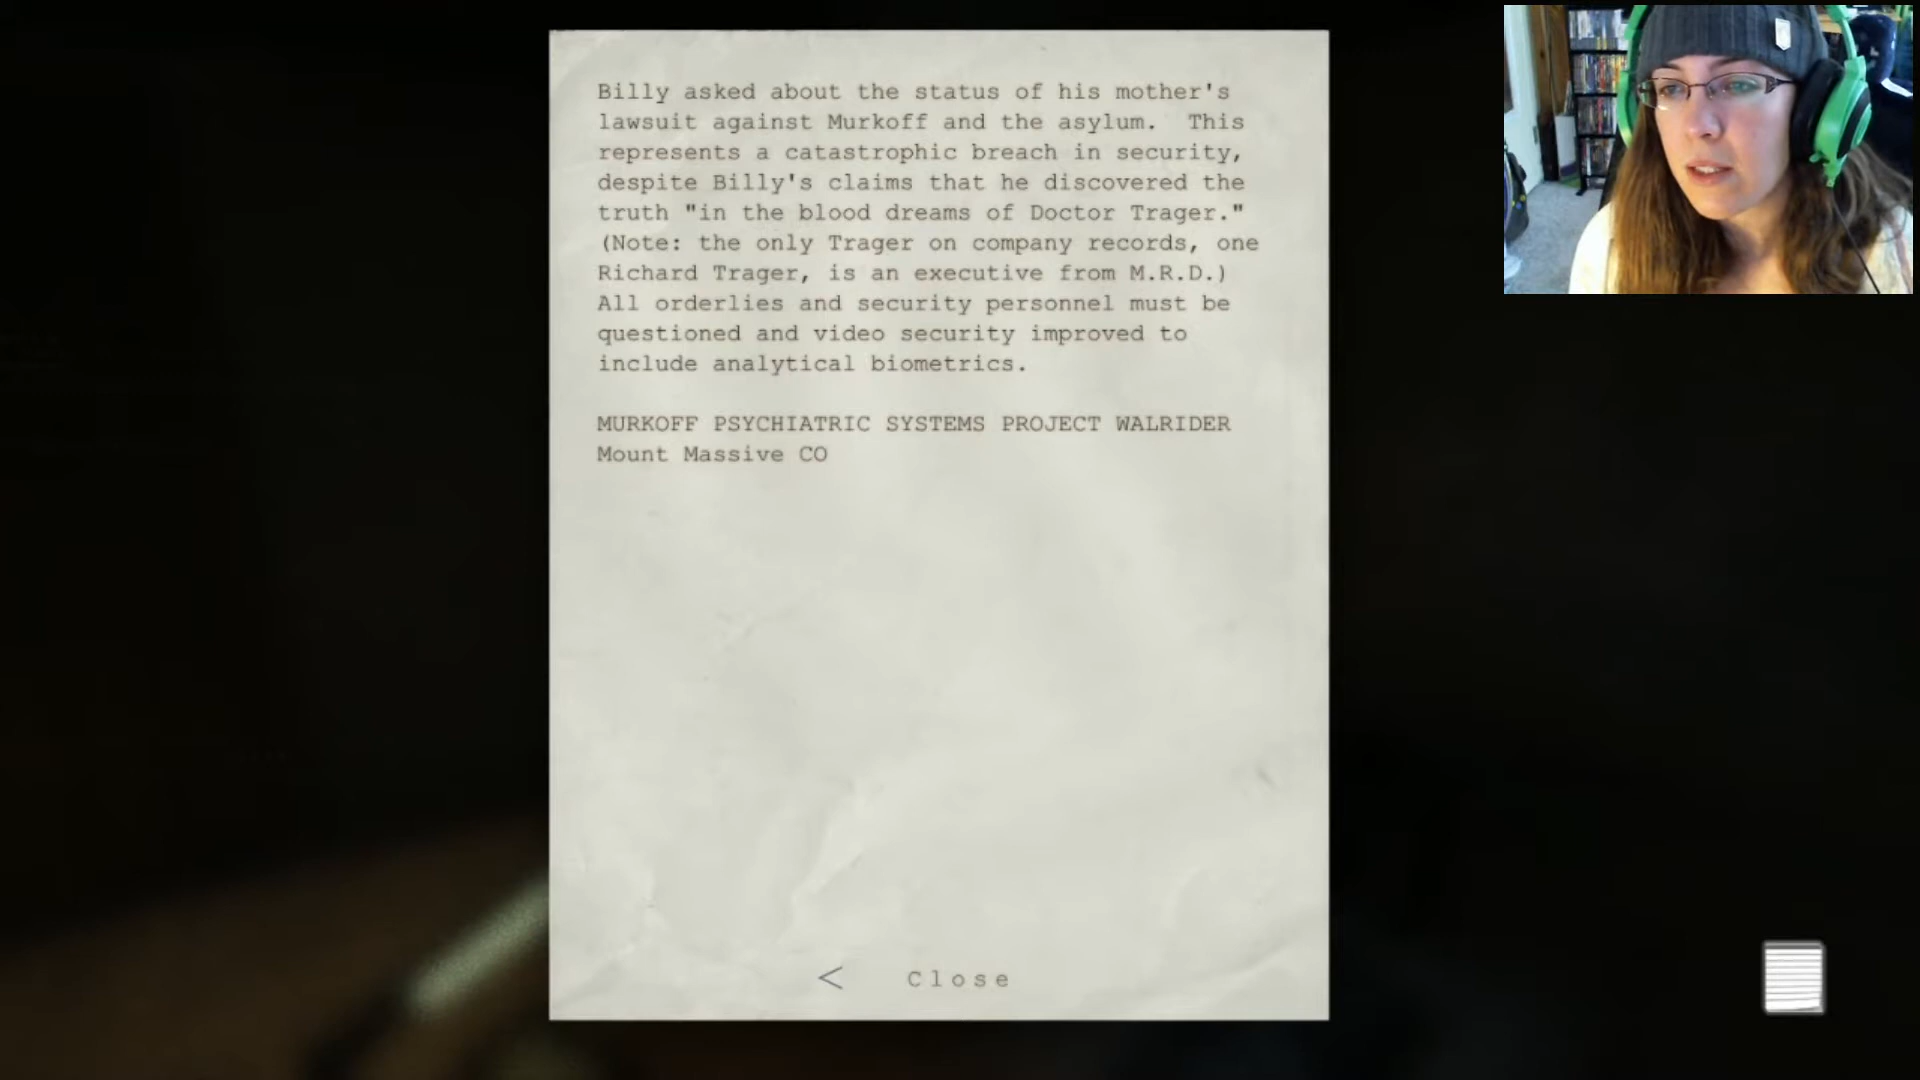 Billy asked about the status of his mother's
lawsuit against Murkoff and the asylum.  This
represents a catastrophic breach in security,
despite Billy's claims that he discovered the
truth "in the blood dreams of Doctor Trager."
(Note: the only Trager on company records, one
Richard Trager, is an executive from M.R.D.)
All orderlies and security personnel must be
questioned and video security improved to
include analytical biometrics.

MURKOFF PSYCHIATRIC SYSTEMS PROJECT WALRIDER
Mount Massive CO
< Close